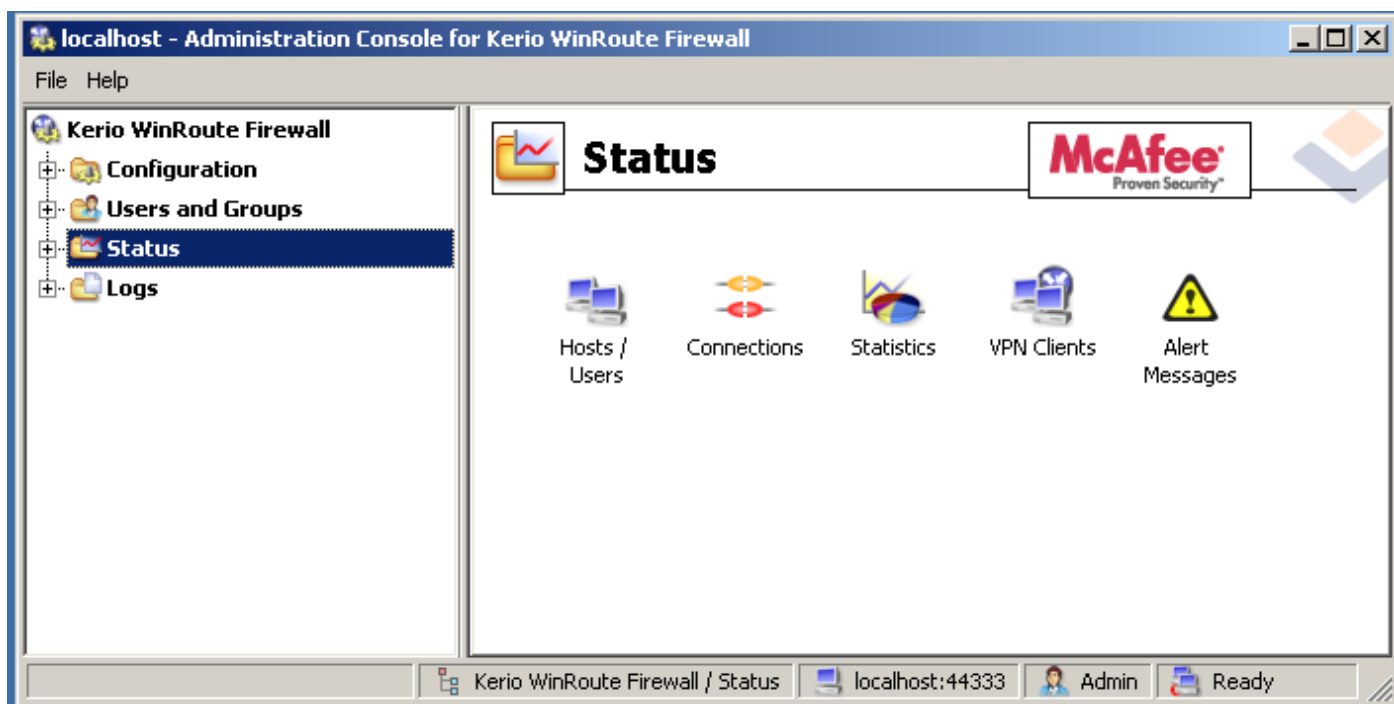 localhost - Administration Console for Kerio WinRoute Firewall
File Help
Kerio WinRoute Firewall
Configuration
Users and Groups
Status
Logs
Status
McAfee®
Proven Security™
Hosts /
Users
Connections
Statistics
VPN Clients
Alert
Messages
Kerio WinRoute Firewall / Status
localhost:44333
Admin
Ready